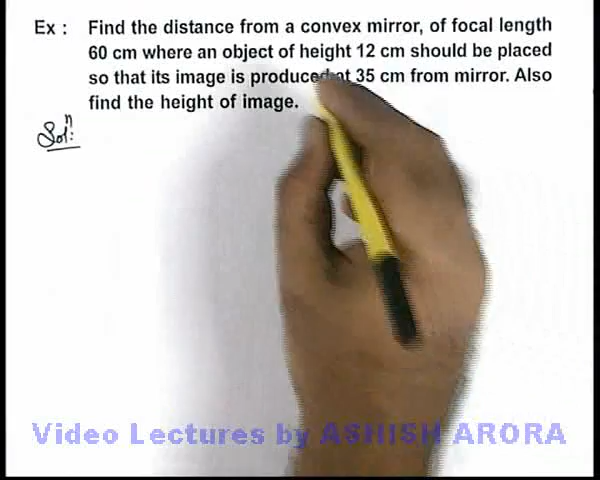 Ex : Find the distance from a convex mirror, of focal length
60 cm where an object of height 12 cm should be placed
so that its image is produced at 35 cm from mirror. Also
find the height of image.
Solⁿ:
Video Lectures by ASHISH ARORA